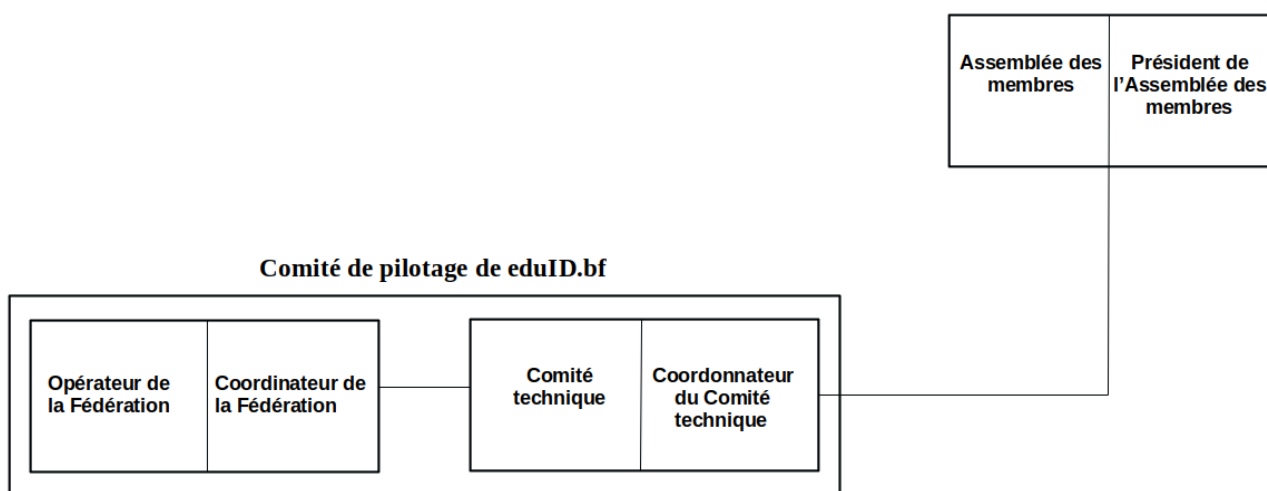 Assemblée des
membres
Président de
l’Assemblée des
membres
Comité de pilotage de eduID.bf
Opérateur de
la Fédération
Coordinateur de
la Fédération
Comité
technique
Coordonnateur
du Comité
technique